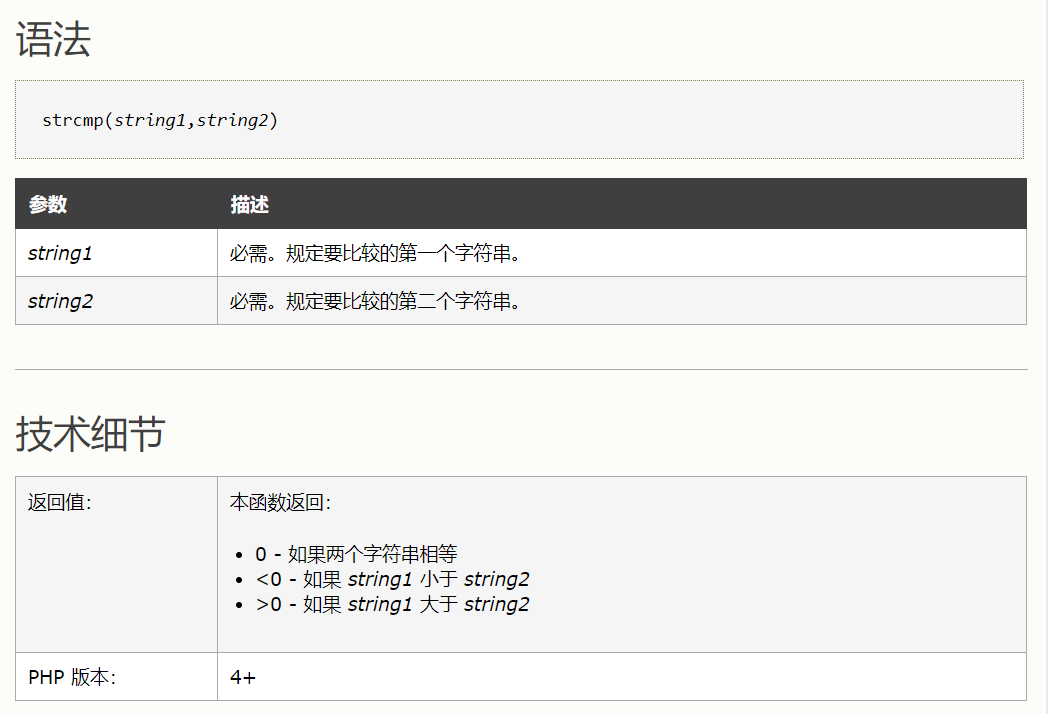 语法
strcmp(string1,string2)
参数 描述
string1 必需。规定要比较的第一个字符串。
string2 必需。规定要比较的第二个字符串。
技术细节
返回值： 本函数返回：
• 0 - 如果两个字符串相等
• <0 - 如果 string1 小于 string2
• >0 - 如果 string1 大于 string2
PHP 版本： 4+